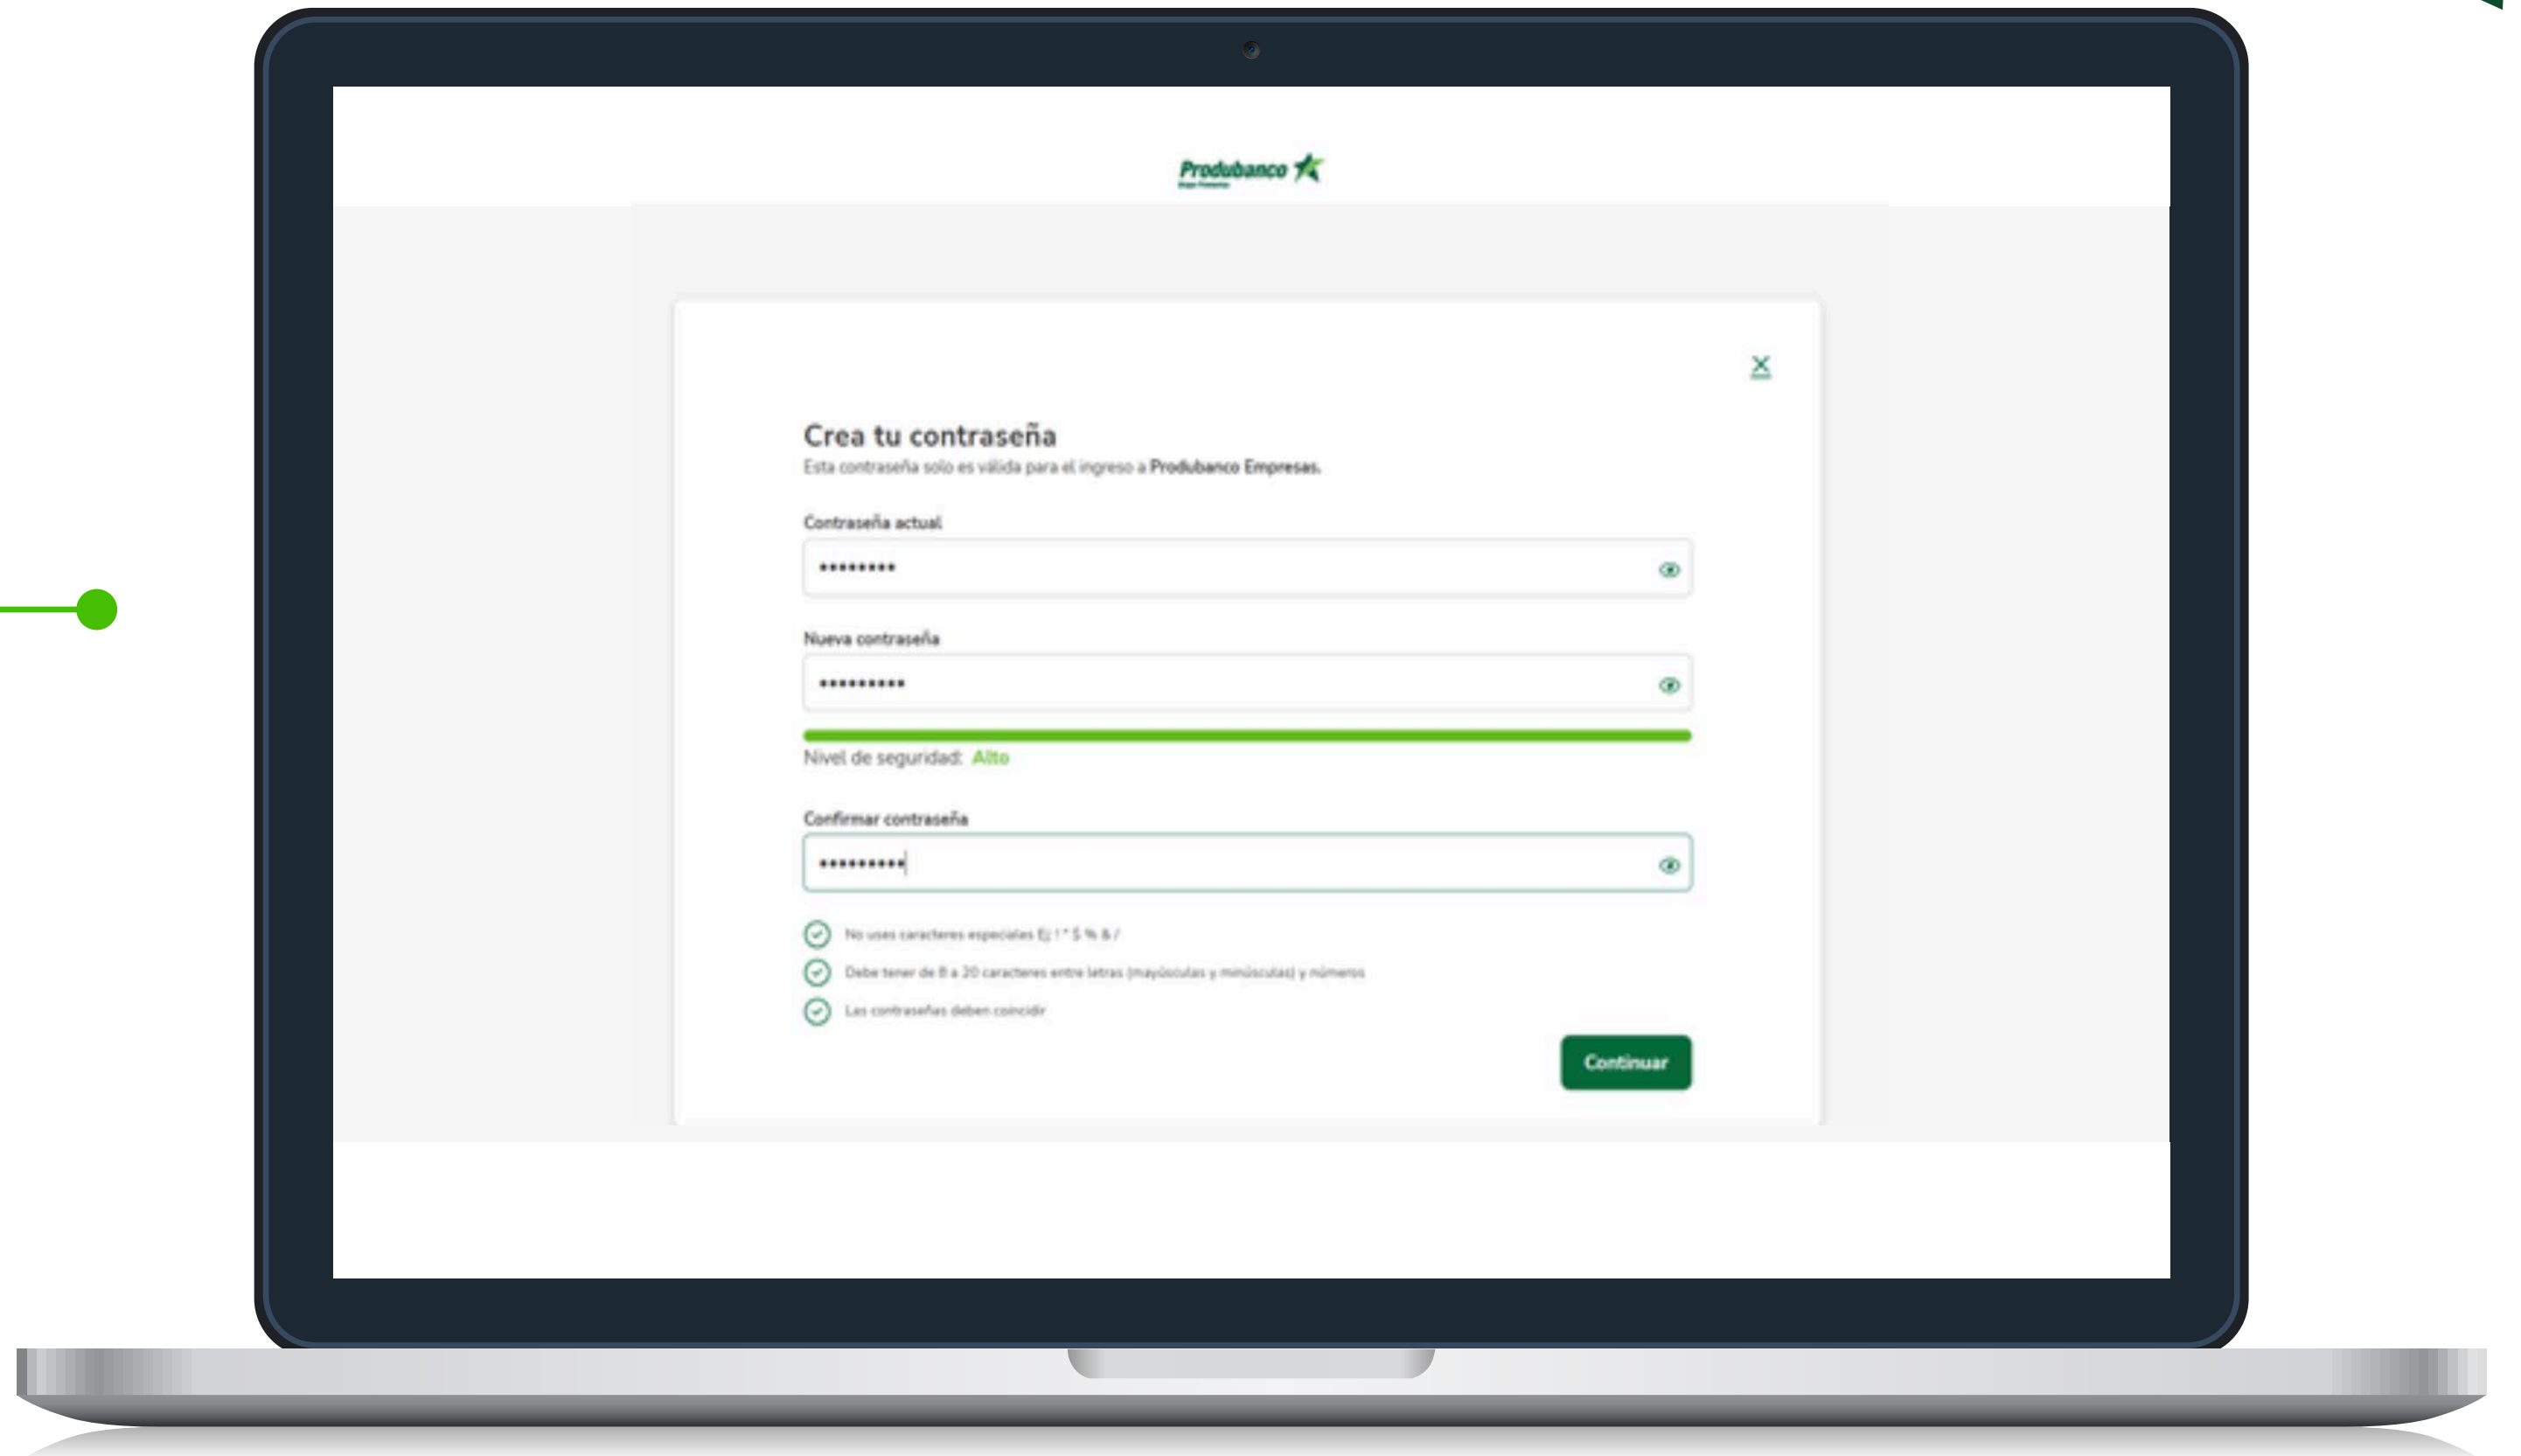 Produbanco
Crea tu contraseña
Esta contraseña solo es válida para el ingreso a Produbanco Empresas.
Contraseña actual
••••••••
Nueva contraseña
•••••••••
Nivel de seguridad: Alto
Confirmar contraseña
•••••••••
No uses caracteres especiales Ej: ! * $ % & /
Debe tener de 8 a 20 caracteres entre letras (mayúsculas y minúsculas) y números
Las contraseñas deben coincidir
Continuar